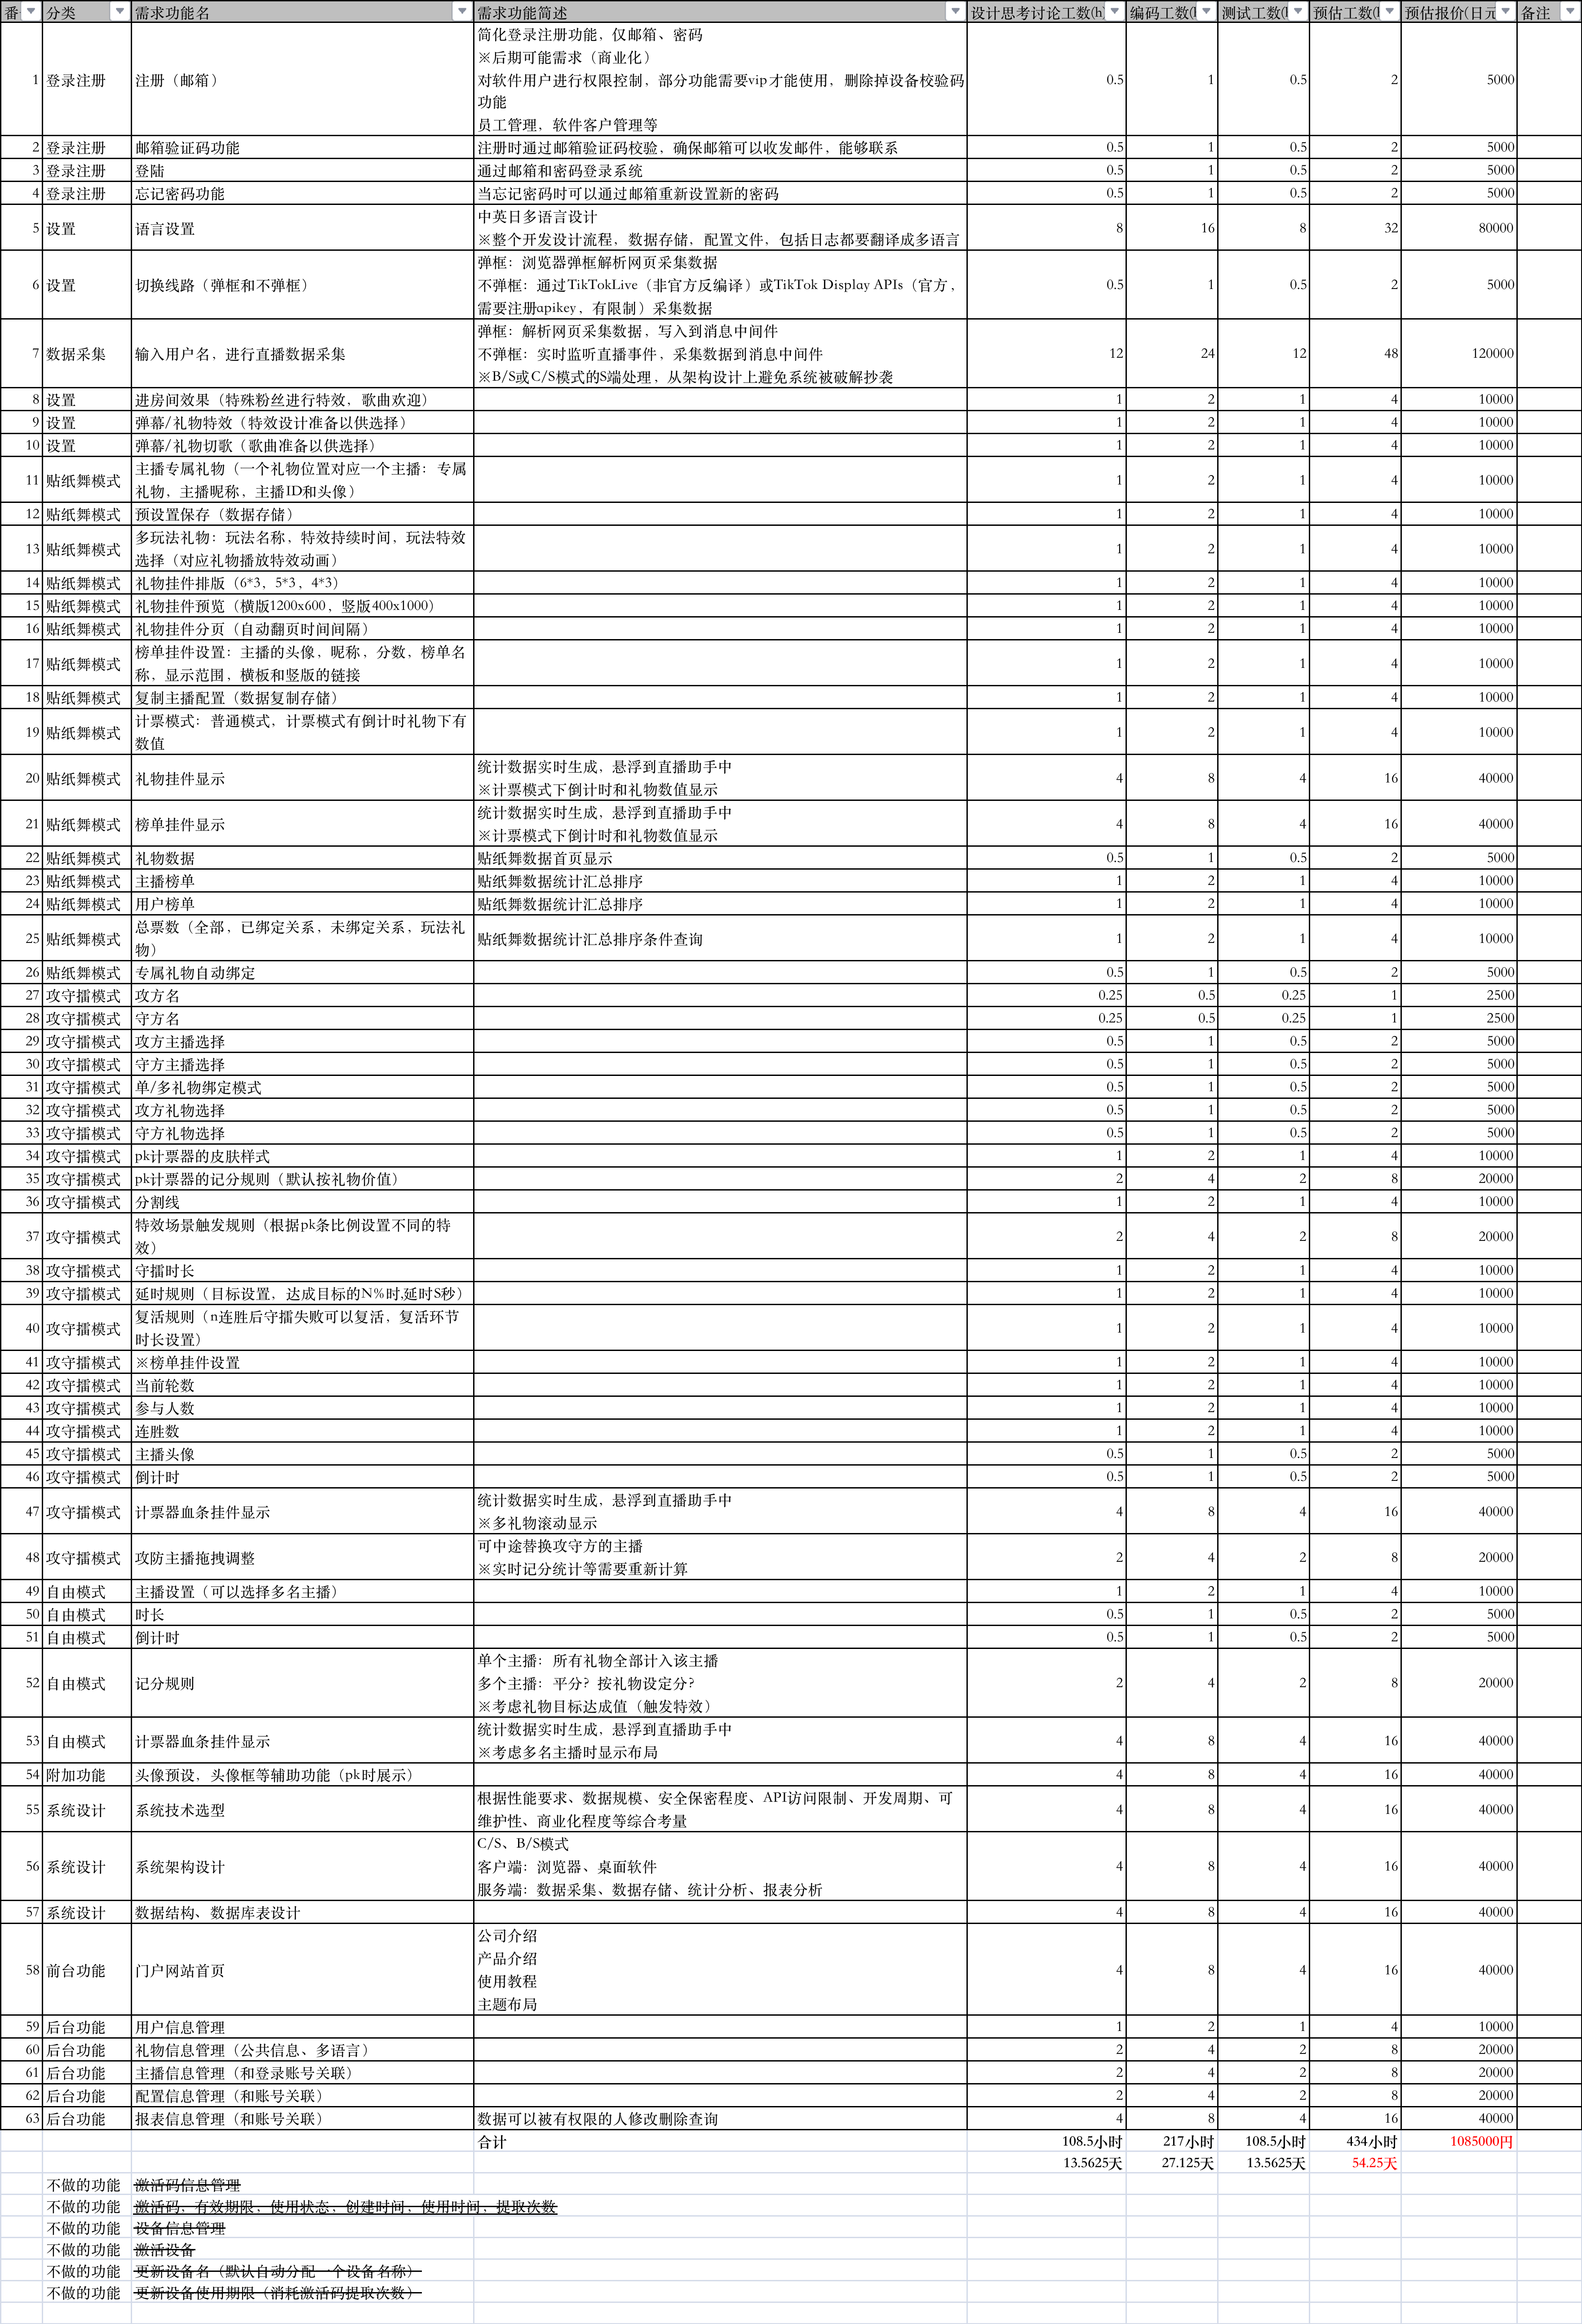 番 分类 需求功能名 需求功能简述 设计思考讨论工数(h) 编码工数(l 测试工数(l 预估工数(l 预估报价(日元 备注
1 登录注册 注册（邮箱） 简化登录注册功能，仅邮箱、密码
※后期可能需求（商业化）
对软件用户进行权限控制，部分功能需要vip才能使用，删除掉设备校验码
功能
员工管理，软件客户管理等 0.5 1 0.5 2 5000
2 登录注册 邮箱验证码功能 注册时通过邮箱验证码校验，确保邮箱可以收发邮件，能够联系 0.5 1 0.5 2 5000
3 登录注册 登陆 通过邮箱和密码登录系统 0.5 1 0.5 2 5000
4 登录注册 忘记密码功能 当忘记密码时可以通过邮箱重新设置新的密码 0.5 1 0.5 2 5000
5 设置 语言设置 中英日多语言设计
※整个开发设计流程，数据存储，配置文件，包括日志都要翻译成多语言 8 16 8 32 80000
6 设置 切换线路（弹框和不弹框） 弹框：浏览器弹框解析网页采集数据
不弹框：通过TikTokLive（非官方反编译）或TikTok Display APIs（官方，
需要注册apikey，有限制）采集数据 0.5 1 0.5 2 5000
7 数据采集 输入用户名，进行直播数据采集 弹框：解析网页采集数据，写入到消息中间件
不弹框：实时监听直播事件，采集数据到消息中间件
※B/S或C/S模式的S端处理，从架构设计上避免系统被破解抄袭 12 24 12 48 120000
8 设置 进房间效果（特殊粉丝进行特效，歌曲欢迎） 1 2 1 4 10000
9 设置 弹幕/礼物特效（特效设计准备以供选择） 1 2 1 4 10000
10 设置 弹幕/礼物切歌（歌曲准备以供选择） 1 2 1 4 10000
11 贴纸舞模式 主播专属礼物（一个礼物位置对应一个主播：专属
礼物，主播昵称，主播ID和头像） 1 2 1 4 10000
12 贴纸舞模式 预设置保存（数据存储） 1 2 1 4 10000
13 贴纸舞模式 多玩法礼物：玩法名称，特效持续时间，玩法特效
选择（对应礼物播放特效动画） 1 2 1 4 10000
14 贴纸舞模式 礼物挂件排版（6*3，5*3，4*3） 1 2 1 4 10000
15 贴纸舞模式 礼物挂件预览（横版1200x600，竖版400x1000） 1 2 1 4 10000
16 贴纸舞模式 礼物挂件分页（自动翻页时间间隔） 1 2 1 4 10000
17 贴纸舞模式 榜单挂件设置：主播的头像，昵称，分数，榜单名
称，显示范围，横板和竖版的链接 1 2 1 4 10000
18 贴纸舞模式 复制主播配置（数据复制存储） 1 2 1 4 10000
19 贴纸舞模式 计票模式：普通模式，计票模式有倒计时礼物下有
数值 1 2 1 4 10000
20 贴纸舞模式 礼物挂件显示 统计数据实时生成，悬浮到直播助手中
※计票模式下倒计时和礼物数值显示 4 8 4 16 40000
21 贴纸舞模式 榜单挂件显示 统计数据实时生成，悬浮到直播助手中
※计票模式下倒计时和礼物数值显示 4 8 4 16 40000
22 贴纸舞模式 礼物数据 贴纸舞数据首页显示 0.5 1 0.5 2 5000
23 贴纸舞模式 主播榜单 贴纸舞数据统计汇总排序 1 2 1 4 10000
24 贴纸舞模式 用户榜单 贴纸舞数据统计汇总排序 1 2 1 4 10000
25 贴纸舞模式 总票数（全部，已绑定关系，未绑定关系，玩法礼
物） 贴纸舞数据统计汇总排序条件查询 1 2 1 4 10000
26 贴纸舞模式 专属礼物自动绑定 0.5 1 0.5 2 5000
27 攻守擂模式 攻方名 0.25 0.5 0.25 1 2500
28 攻守擂模式 守方名 0.25 0.5 0.25 1 2500
29 攻守擂模式 攻方主播选择 0.5 1 0.5 2 5000
30 攻守擂模式 守方主播选择 0.5 1 0.5 2 5000
31 攻守擂模式 单/多礼物绑定模式 0.5 1 0.5 2 5000
32 攻守擂模式 攻方礼物选择 0.5 1 0.5 2 5000
33 攻守擂模式 守方礼物选择 0.5 1 0.5 2 5000
34 攻守擂模式 pk计票器的皮肤样式 1 2 1 4 10000
35 攻守擂模式 pk计票器的记分规则（默认按礼物价值） 2 4 2 8 20000
36 攻守擂模式 分割线 1 2 1 4 10000
37 攻守擂模式 特效场景触发规则（根据pk条比例设置不同的特
效） 2 4 2 8 20000
38 攻守擂模式 守擂时长 1 2 1 4 10000
39 攻守擂模式 延时规则（目标设置，达成目标的N%时,延时S秒） 1 2 1 4 10000
40 攻守擂模式 复活规则（n连胜后守擂失败可以复活，复活环节
时长设置） 1 2 1 4 10000
41 攻守擂模式 ※榜单挂件设置 1 2 1 4 10000
42 攻守擂模式 当前轮数 1 2 1 4 10000
43 攻守擂模式 参与人数 1 2 1 4 10000
44 攻守擂模式 连胜数 1 2 1 4 10000
45 攻守擂模式 主播头像 0.5 1 0.5 2 5000
46 攻守擂模式 倒计时 0.5 1 0.5 2 5000
47 攻守擂模式 计票器血条挂件显示 统计数据实时生成，悬浮到直播助手中
※多礼物滚动显示 4 8 4 16 40000
48 攻守擂模式 攻防主播拖拽调整 可中途替换攻守方的主播
※实时记分统计等需要重新计算 2 4 2 8 20000
49 自由模式 主播设置（可以选择多名主播） 1 2 1 4 10000
50 自由模式 时长 0.5 1 0.5 2 5000
51 自由模式 倒计时 0.5 1 0.5 2 5000
52 自由模式 记分规则 单个主播：所有礼物全部计入该主播
多个主播：平分？按礼物设定分？
※考虑礼物目标达成值（触发特效） 2 4 2 8 20000
53 自由模式 计票器血条挂件显示 统计数据实时生成，悬浮到直播助手中
※考虑多名主播时显示布局 4 8 4 16 40000
54 附加功能 头像预设，头像框等辅助功能（pk时展示） 4 8 4 16 40000
55 系统设计 系统技术选型 根据性能要求、数据规模、安全保密程度、API访问限制、开发周期、可
维护性、商业化程度等综合考量 4 8 4 16 40000
56 系统设计 系统架构设计 C/S、B/S模式
客户端：浏览器、桌面软件
服务端：数据采集、数据存储、统计分析、报表分析 4 8 4 16 40000
57 系统设计 数据结构、数据库表设计 4 8 4 16 40000
58 前台功能 门户网站首页 公司介绍
产品介绍
使用教程
主题布局 4 8 4 16 40000
59 后台功能 用户信息管理 1 2 1 4 10000
60 后台功能 礼物信息管理（公共信息、多语言） 2 4 2 8 20000
61 后台功能 主播信息管理（和登录账号关联） 2 4 2 8 20000
62 后台功能 配置信息管理（和账号关联） 2 4 2 8 20000
63 后台功能 报表信息管理（和账号关联） 数据可以被有权限的人修改删除查询 4 8 4 16 40000
合计 108.5小时 217小时 108.5小时 434小时 1085000円
13.5625天 27.125天 13.5625天 54.25天
不做的功能 激活码信息管理
不做的功能 激活码，有效期限，使用状态，创建时间，使用时间，提取次数
不做的功能 设备信息管理
不做的功能 激活设备
不做的功能 更新设备名（默认自动分配一个设备名称）
不做的功能 更新设备使用期限（消耗激活码提取次数）